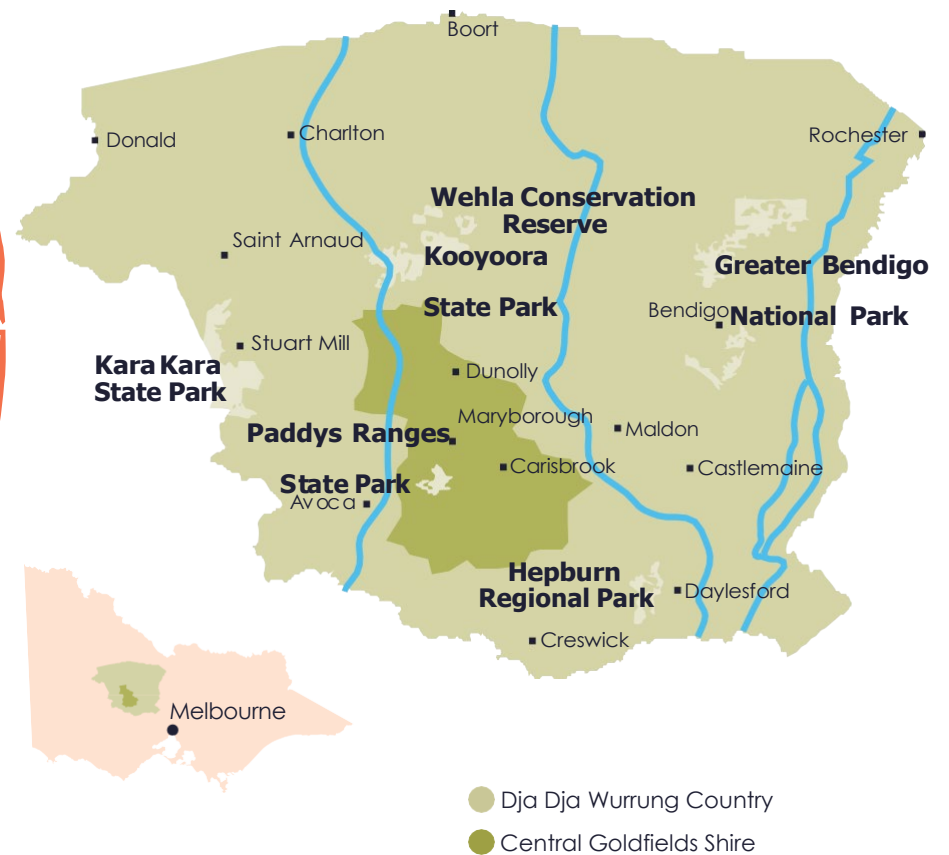 Boort
Donald
Charlton
Rochester
Wehla Conservation
Reserve
Saint Arnaud
Kooyoora
State Park
Greater Bendigo
National Park
Bendigo
Stuart Mill
Kara Kara
State Park
Dunolly
Maryborough
Paddys Ranges
State Park
Maldon
Carisbrook
Castlemaine
Avoca
Hepburn
Regional Park
Daylesford
Creswick
Melbourne
Dja Dja Wurrung Country
Central Goldfields Shire